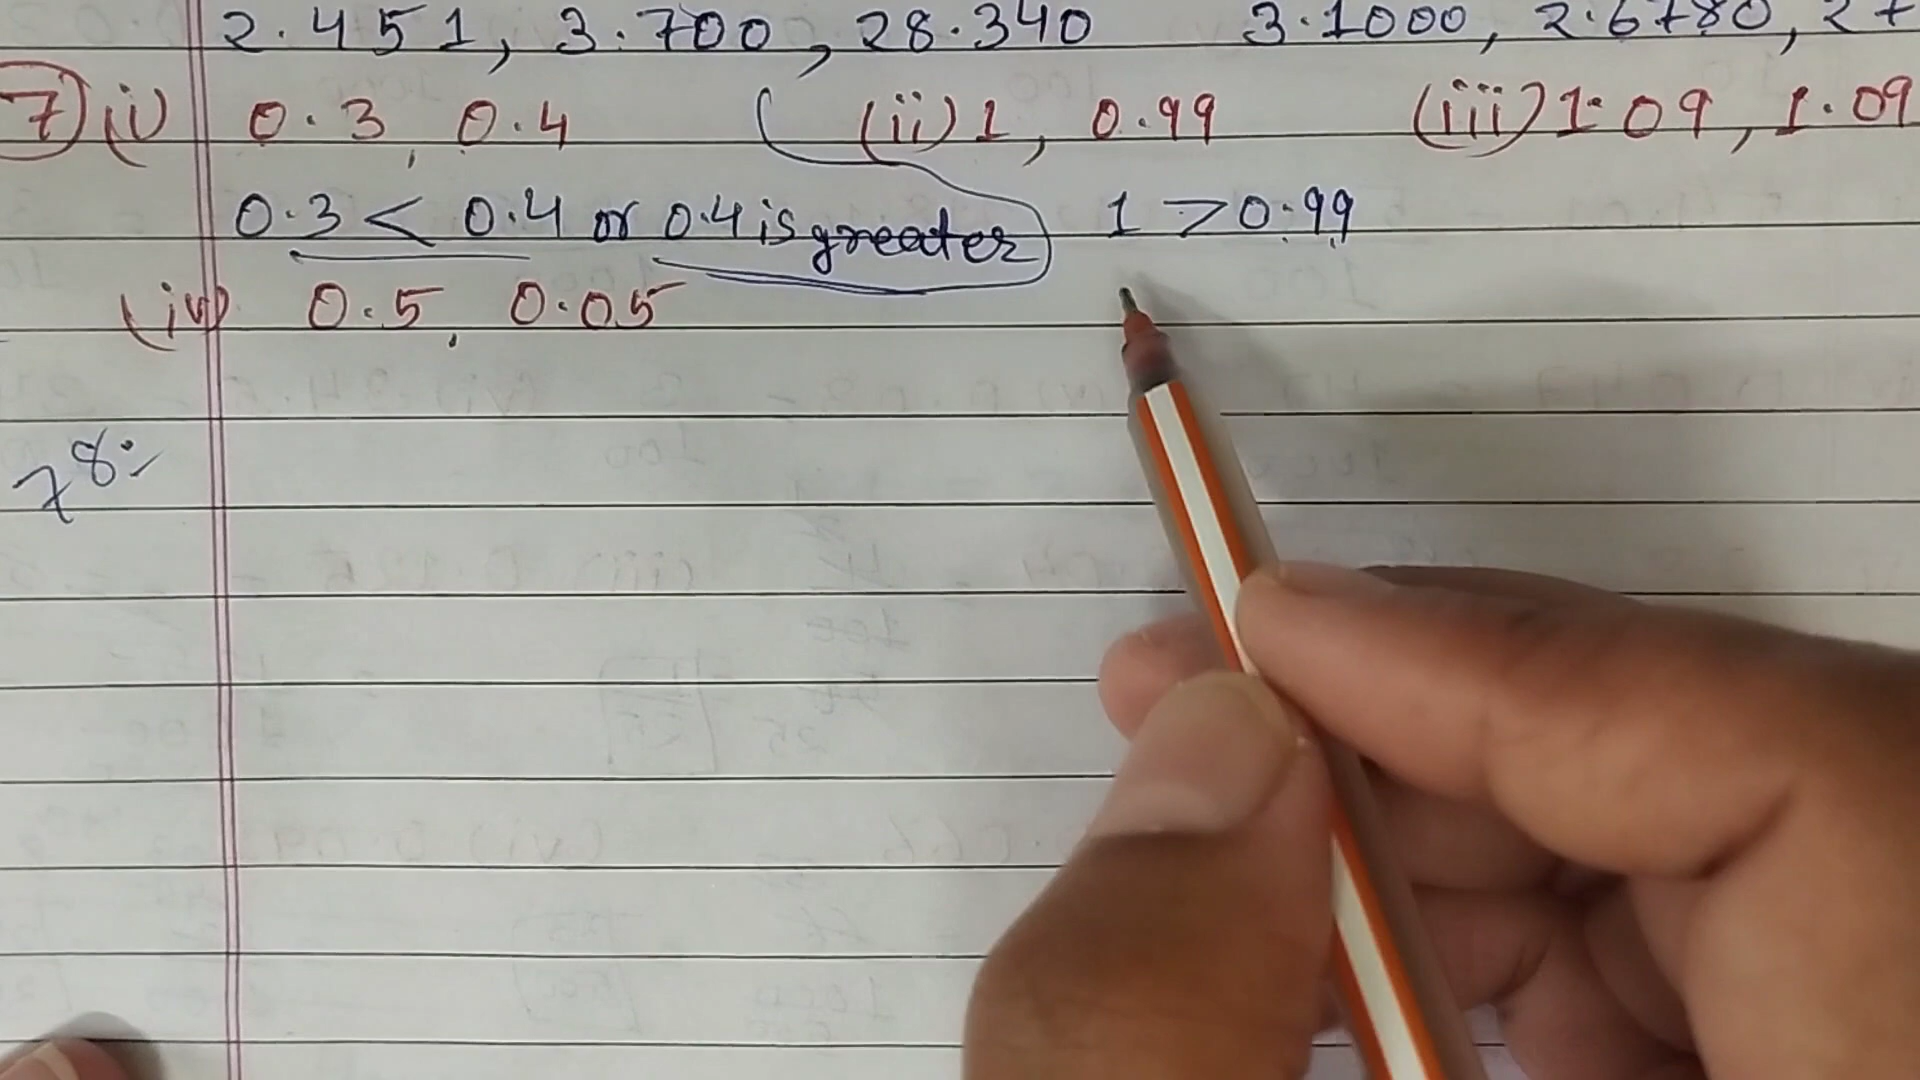 2.451, 3.700, 28.340 3.1000, 2.6780, 27
7) (i) 0.3, 0.4 (ii) 1, 0.99 (iii) 1.09, 1.09
0.3 < 0.4 or 0.4 is greater 1 > 0.99
(iv) 0.5, 0.05
8:-